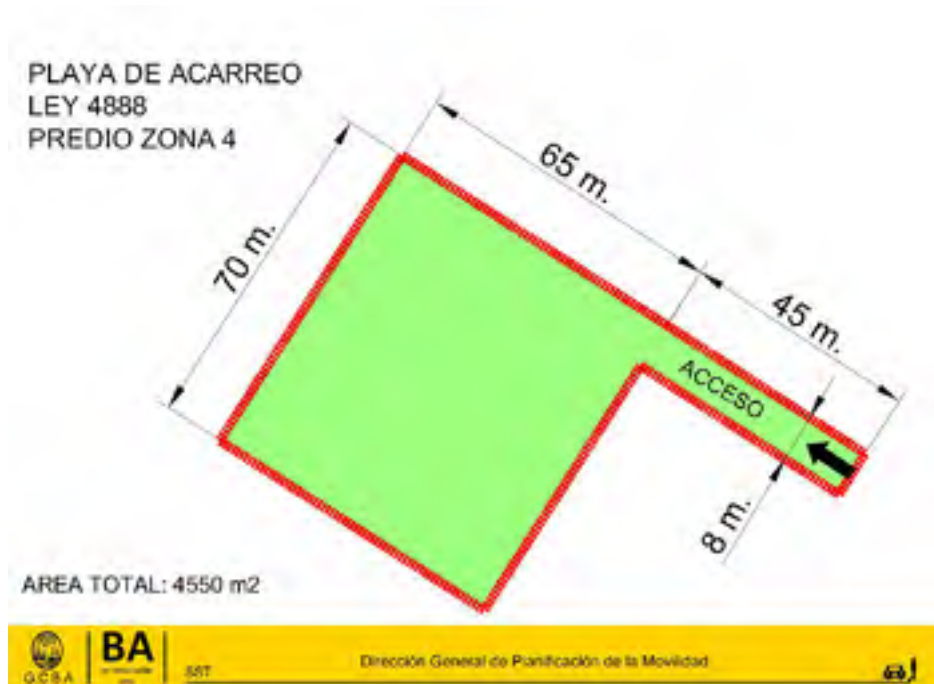 PLAYA DE ACARREO
LEY 4888
PREDIO ZONA 4
65 m.
70 m.
45 m.
ACCESO
8 m.
AREA TOTAL: 4550 m2
GCBA
BA
SST
Dirección General de Planificación de la Movilidad